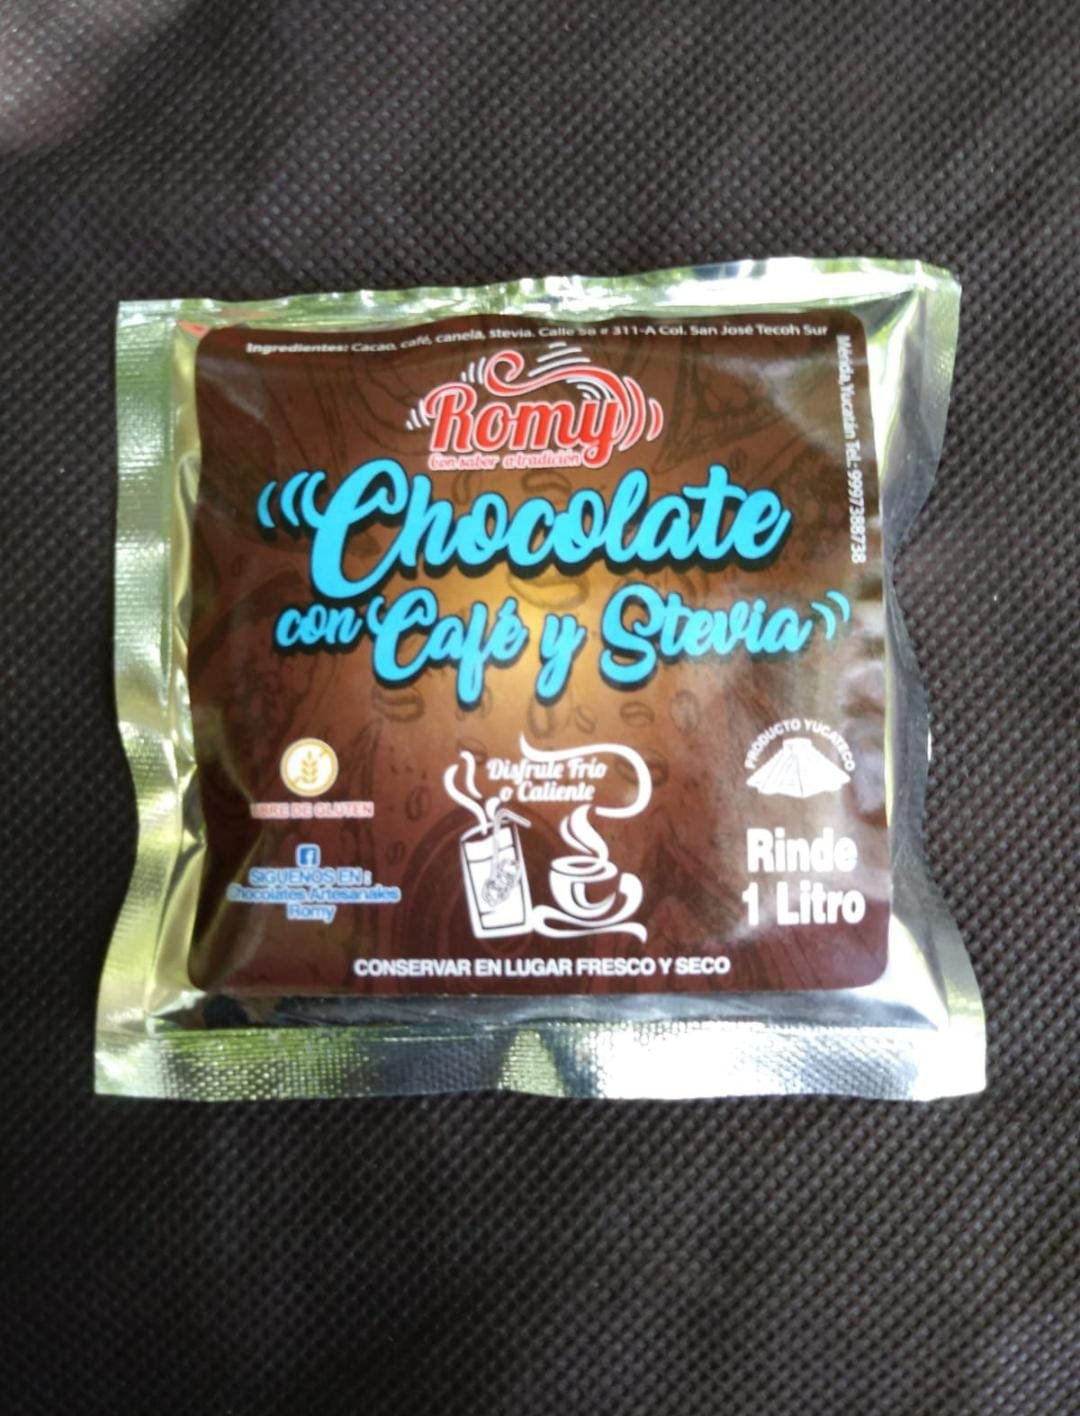 Ingredientes: Cacao, café, canela, stevia. Calle 58 # 311-A Col. San José Tecoh Sur
Mérida, Yucatán Tel.- 9997388738
Romy
Con sabor a tradición
Chocolate
con Café y Stevia
Disfrute Frío
o Caliente
PRODUCTO YUCATECO
LIBRE DE GLUTEN
Rinde
1 Litro
f
SIGUENOS EN :
Chocolates Artesanales
Romy
CONSERVAR EN LUGAR FRESCO Y SECO